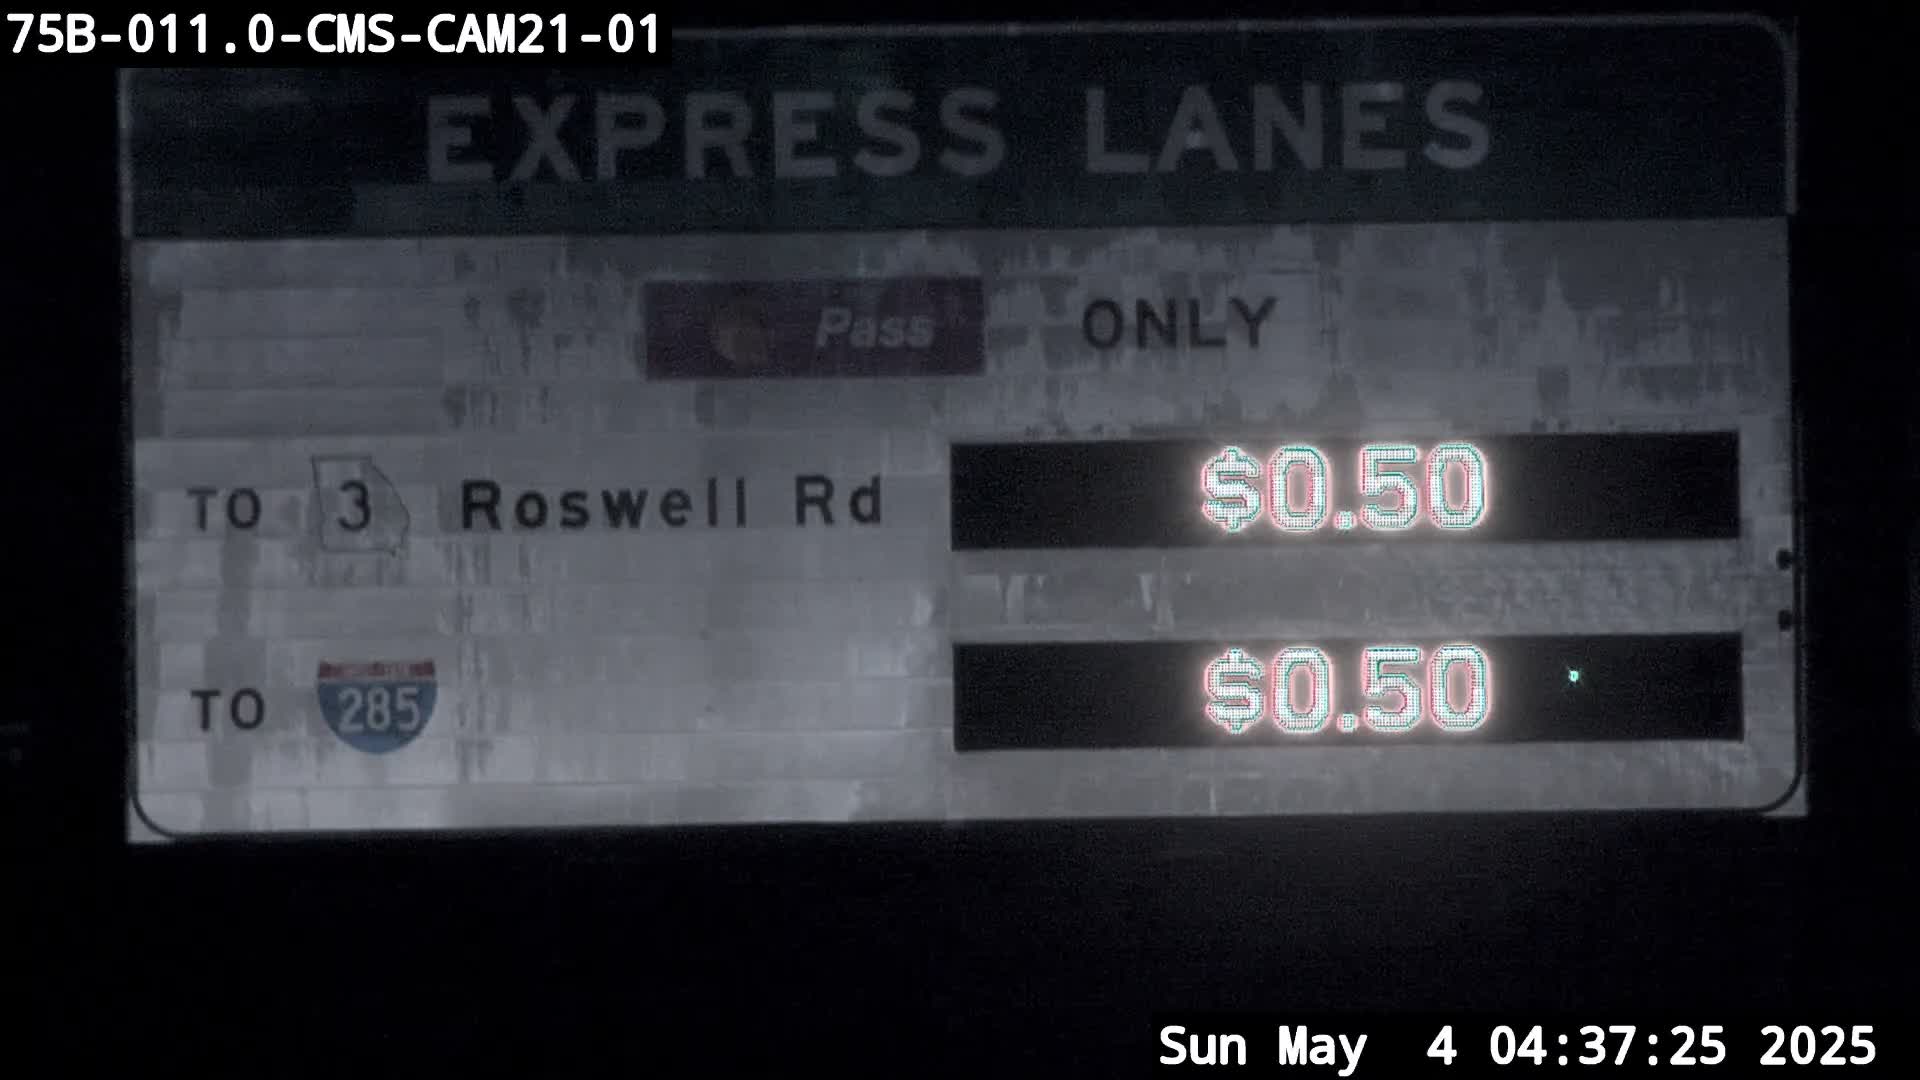 75B-011.0-CMS-CAM21-01
EXPRESS LANES
Pass ONLY
TO 3 Roswell Rd $0.50
TO 285 $0.50
Sun May 4 04:37:25 2025